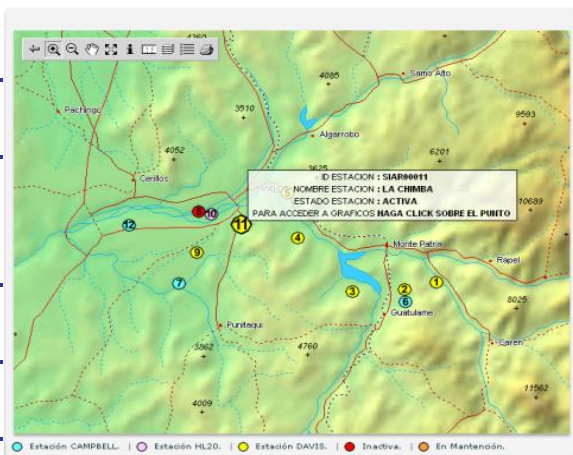 4260
4085
Samo Alto
Pachingo
3510
9593
Algarrobo
4052
6201
3625
Cerillos
ID ESTACION : SIAR00011
NOMBRE ESTACION : LA CHIMBA
ESTADO ESTACION : ACTIVA
PARA ACCEDER A GRAFICOS HAGA CLICK SOBRE EL PUNTO
5
10689
8
10
12
11
4
9
Monte Patria
Rapel
7
3
2
1
6
8025
Guatulame
Punitaqui
3862
4760
Caren
11562
4009
Estación CAMPBELL. | Estación HL20. | Estación DAVIS. | Inactiva. | En Mantención.